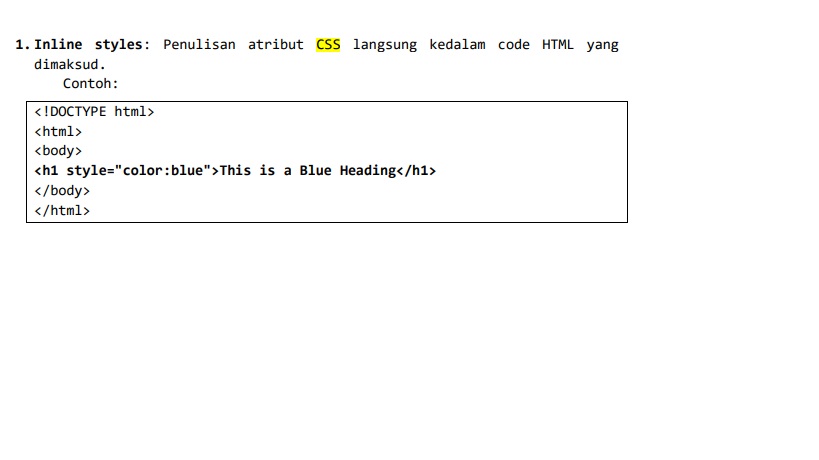 1. Inline styles: Penulisan atribut CSS langsung kedalam code HTML yang
dimaksud.
Contoh:
<!DOCTYPE html>
<html>
<body>
<h1 style="color:blue">This is a Blue Heading</h1>
</body>
</html>